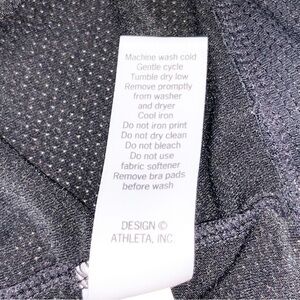 Machine wash cold
Gentle cycle
Tumble dry low
Remove promptly
from washer
and dryer
Cool iron
Do not iron print
Do not dry clean
Do not bleach
Do not use
fabric softener
Remove bra pads
before wash
DESIGN ©
ATHLETA, INC